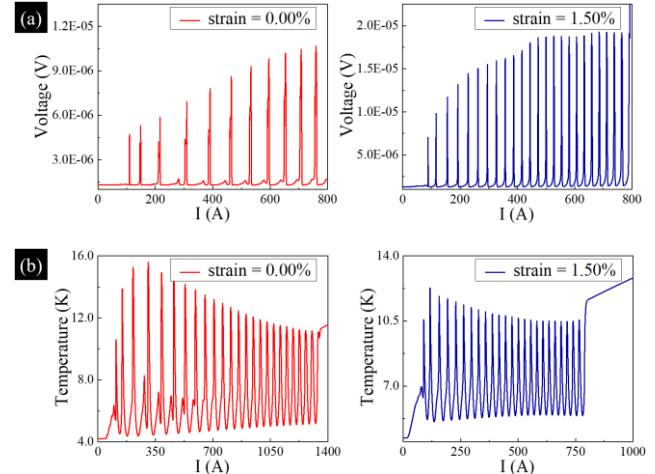 (a)
strain = 0.00%
1.2E-05
9.0E-06
6.0E-06
3.0E-06
Voltage (V)
0
200
400
600
800
I (A)
strain = 1.50%
2.0E-05
1.5E-05
1.0E-05
5.0E-06
Voltage (V)
0
200
400
600
800
I (A)
(b)
strain = 0.00%
16.0
12.0
8.0
4.0
Temperature (K)
0
350
700
1050
1400
I (A)
strain = 1.50%
14.0
10.5
7.0
Temperature (K)
0
250
500
750
1000
I (A)